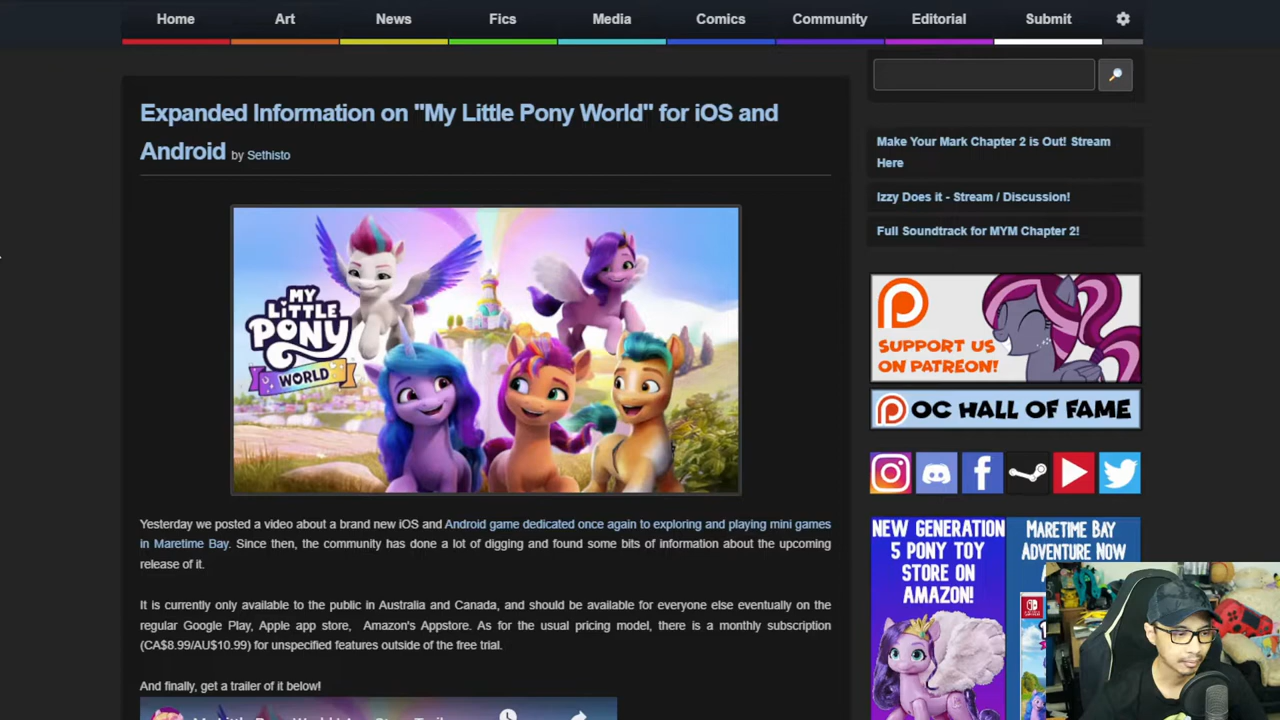 Home Art News Fics Media Comics Community Editorial Submit
Expanded Information on "My Little Pony World" for iOS and
Android by Sethisto
MY
LITTLE
PONY
WORLD
Yesterday we posted a video about a brand new iOS and Android game dedicated once again to exploring and playing mini games
in Maretime Bay. Since then, the community has done a lot of digging and found some bits of information about the upcoming
release of it.
It is currently only available to the public in Australia and Canada, and should be available for everyone else eventually on the
regular Google Play, Apple app store, Amazon's Appstore. As for the usual pricing model, there is a monthly subscription
(CA$8.99/AU$10.99) for unspecified features outside of the free trial.
And finally, get a trailer of it below!
My Little Pony World | App Store
Make Your Mark Chapter 2 is Out! Stream
Here
Izzy Does it - Stream / Discussion!
Full Soundtrack for MYM Chapter 2!
SUPPORT US
ON PATREON!
OC HALL OF FAME
NEW GENERATION
5 PONY TOY
STORE ON
AMAZON!
MARETIME BAY
ADVENTURE NOW